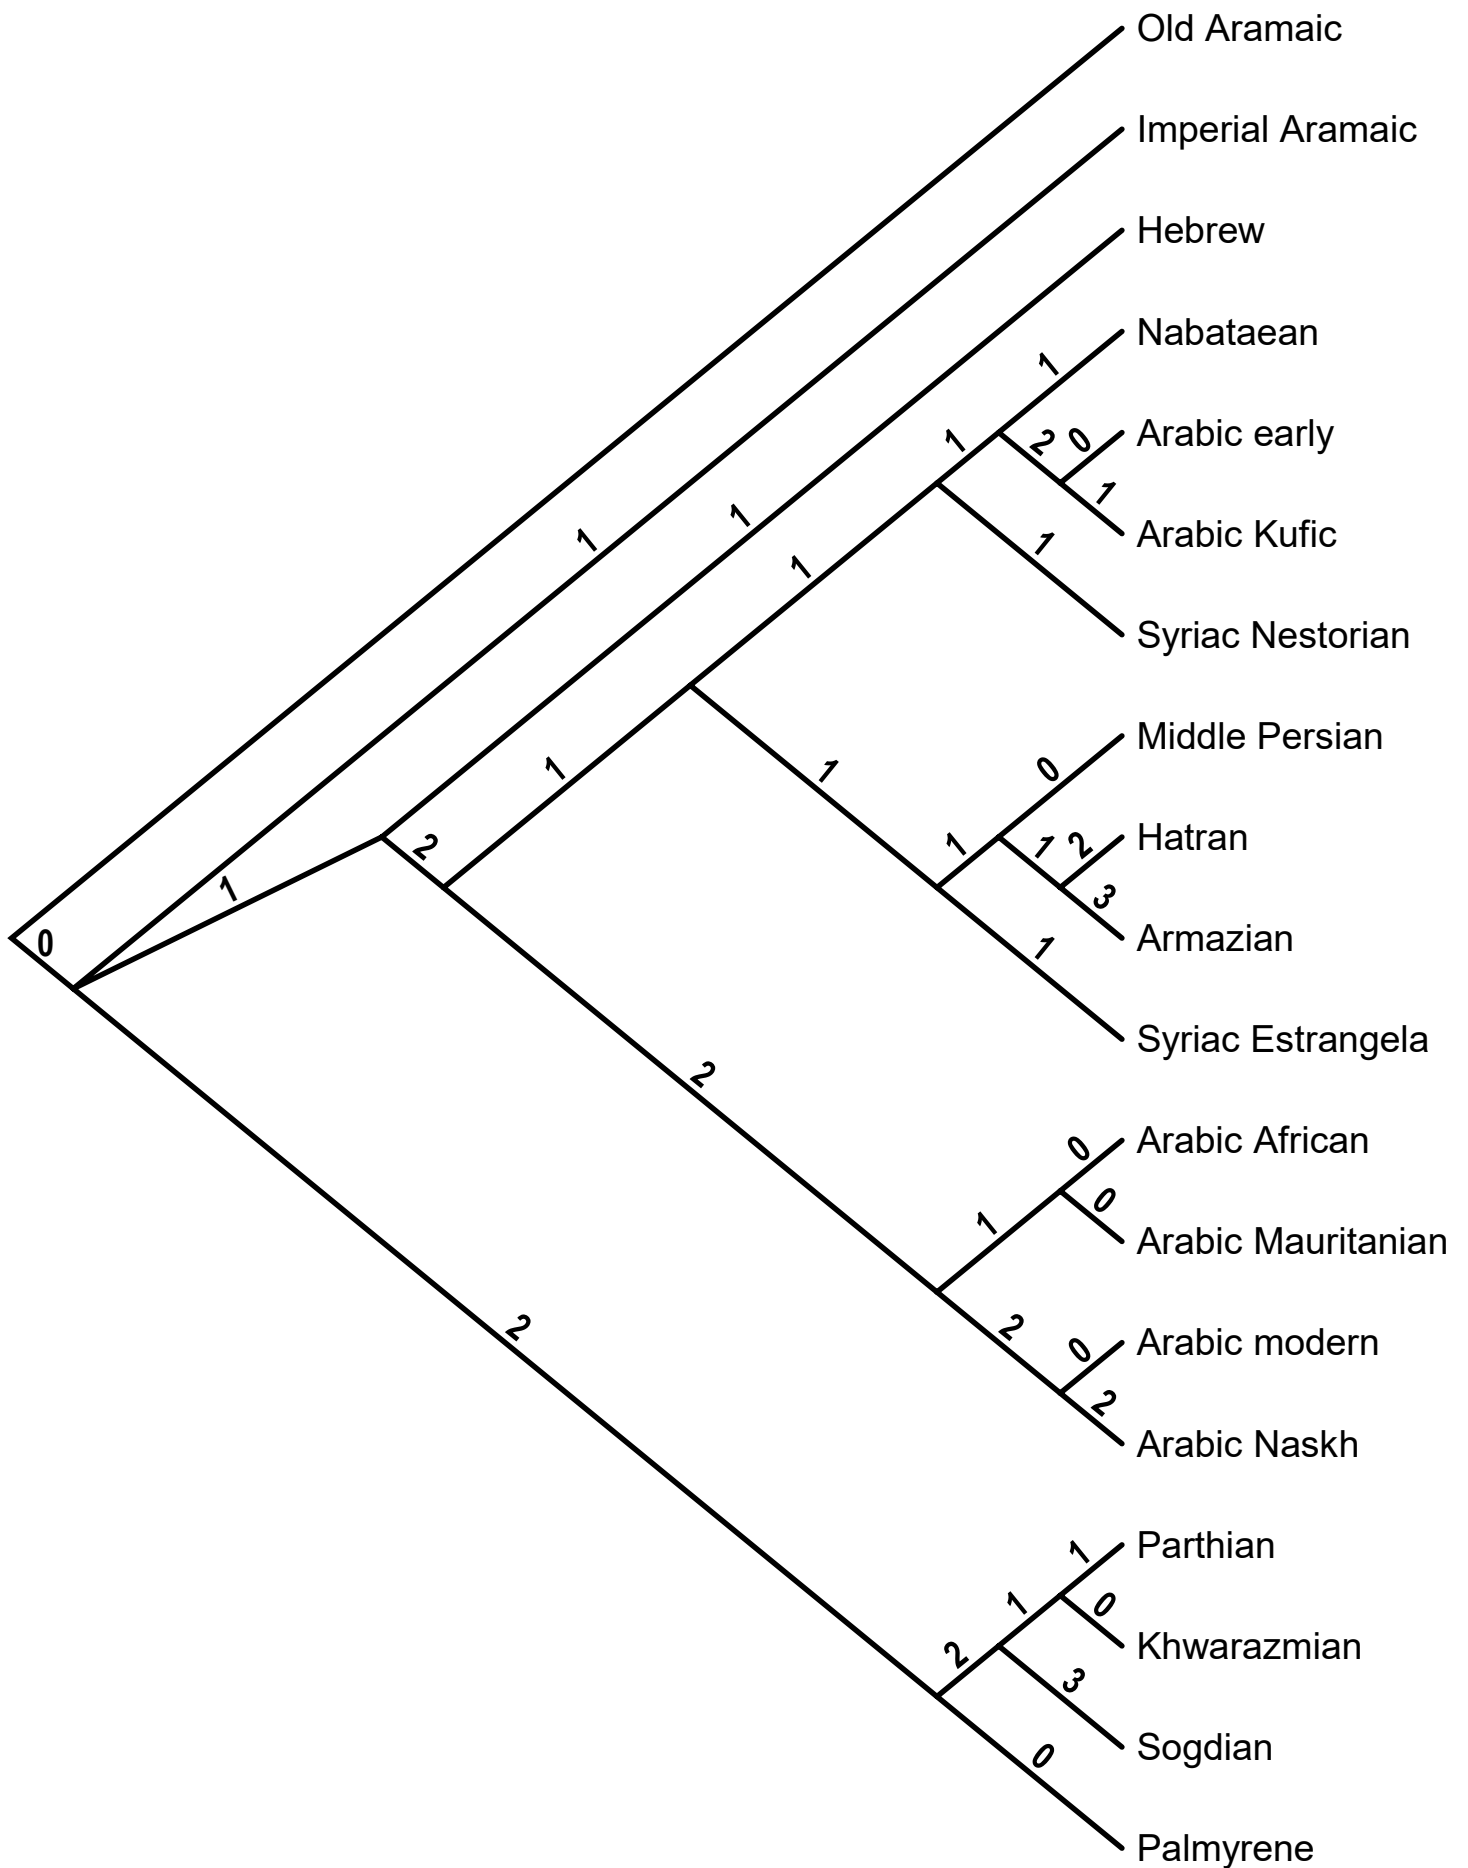 Old Aramaic
Imperial Aramaic
Hebrew
1
Nabataean
1
2
0
Arabic early
1
Arabic Kufic
1
1
1
1
Syriac Nestorian
1
0
Middle Persian
1
1
1
2
Hatran
2
3
1
0
Armazian
1
Syriac Estrangela
2
0
Arabic African
0
1
Arabic Mauritanian
2
2
0
Arabic modern
2
Arabic Naskh
1
Parthian
1
0
2
Khwarazmian
3
Sogdian
0
Palmyrene